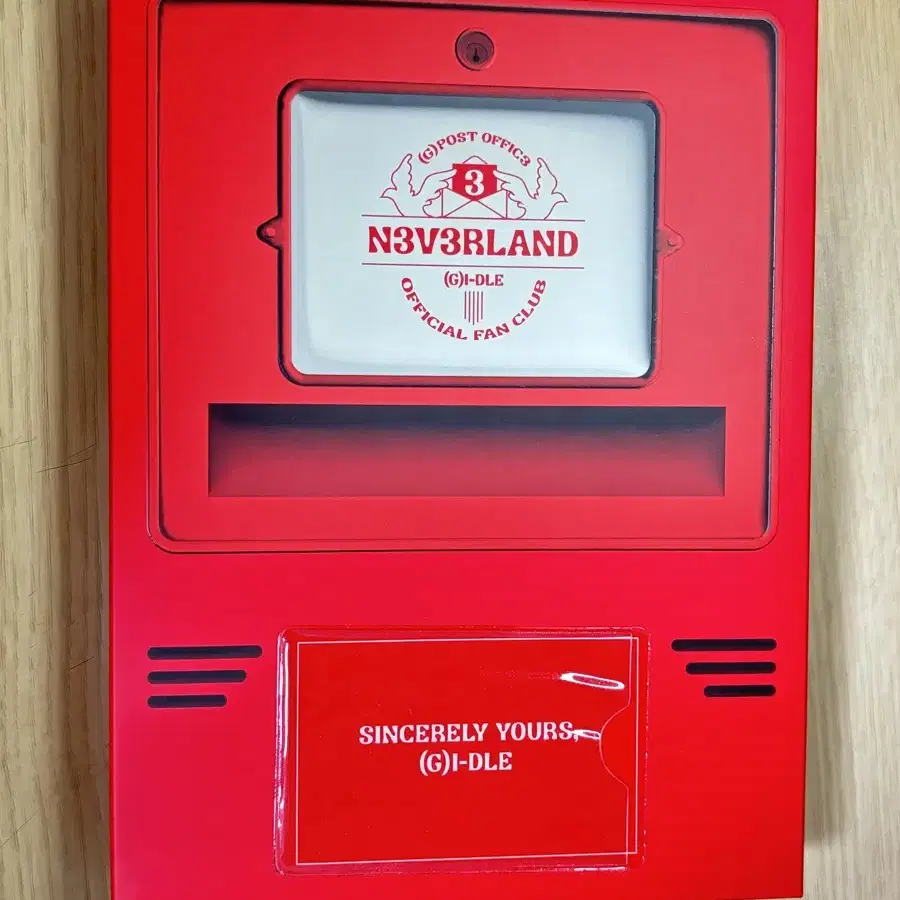 (G)POST OFFIC3
3
N3V3RLAND
(G)I-DLE
OFFICIAL FAN CLUB
SINCERELY YOURS,
(G)I-DLE